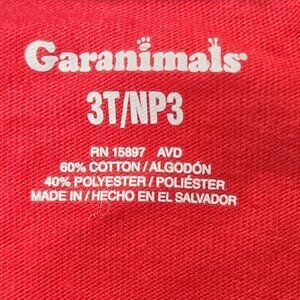 Garanimals
3T/NP3
RN 15897 AVD
60% COTTON / ALGODÓN
40% POLYESTER / POLIÉSTER
MADE IN / HECHO EN EL SALVADOR